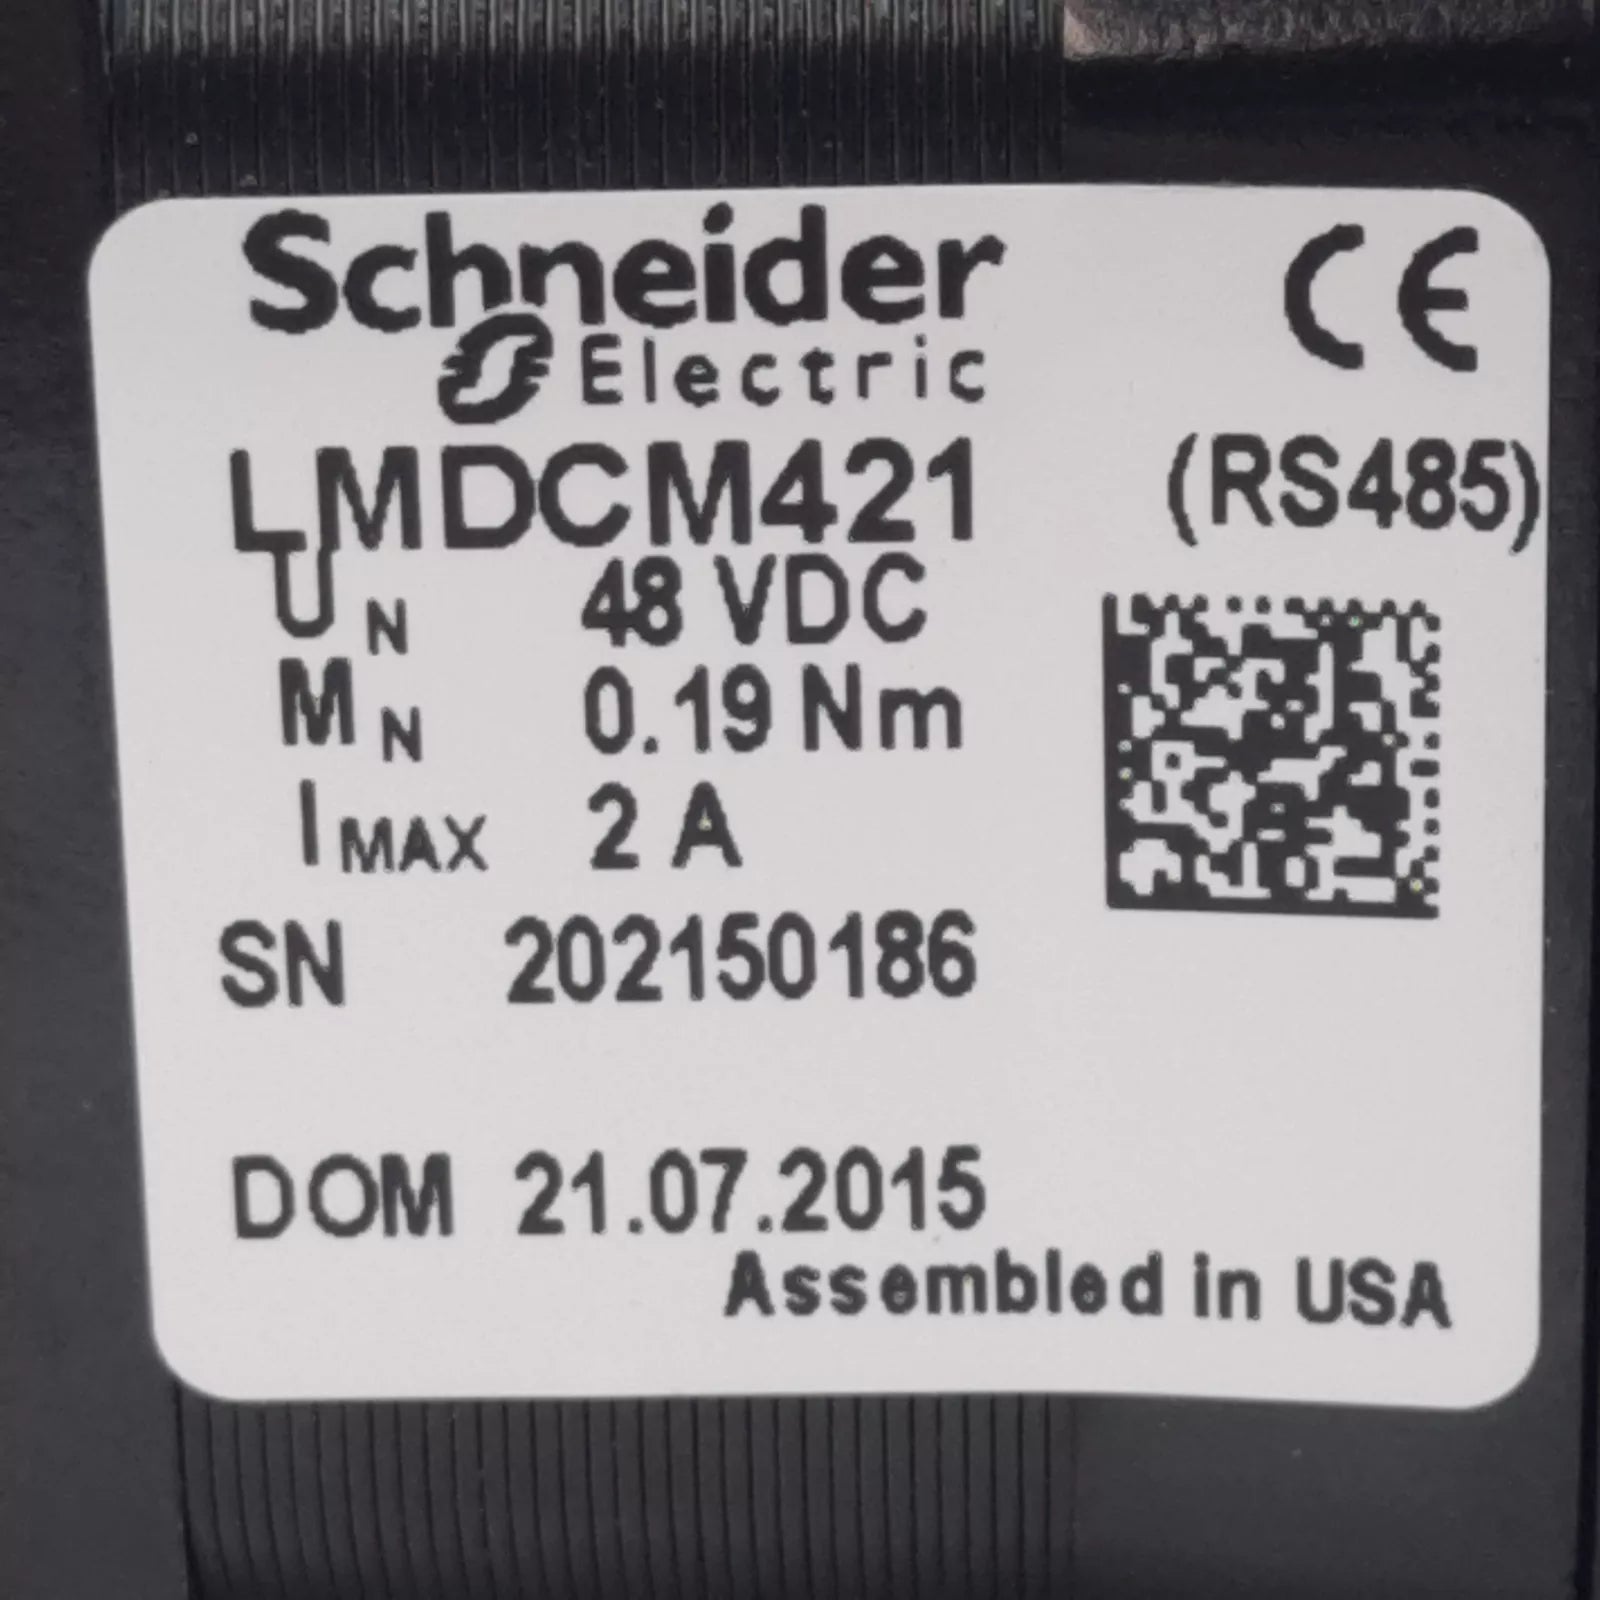 Schneider
Electric
CE
LMDCM421 (RS485)
UN 48 VDC
MN 0.19 Nm
IMAX 2 A
SN 202150186
DOM 21.07.2015
Assembled in USA